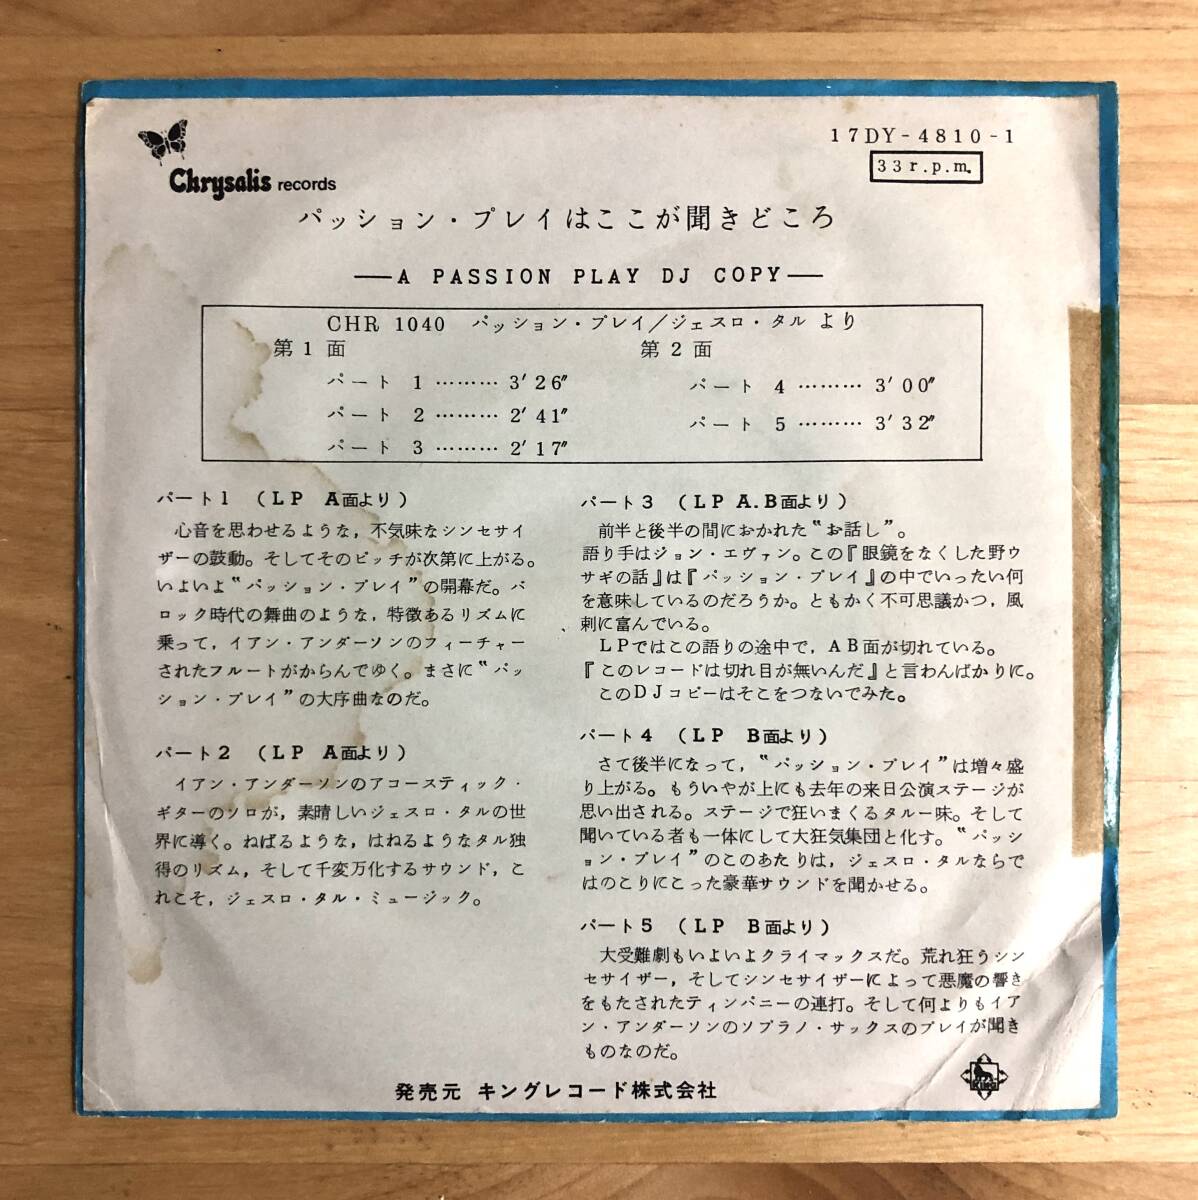 Chrysalis records
17DY-4810-1
33r.p.m.
パッション・プレイはここが聞きどころ
—A PASSION PLAY DJ COPY—
CHR 1040 パッション・プレイ/ジェスロ・タル より
第1面
パート 1 ……… 3′26″
パート 2 ……… 2′41″
パート 3 ……… 2′17″
第2面
パート 4 ……… 3′00″
パート 5 ……… 3′32″
パート1 (LP A面より)
心音を思わせるような,不気味なシンセサイ
ザーの鼓動。そしてそのピッチが次第に上がる。
いよいよ“パッション・プレイ”の開幕だ。バ
ロック時代の舞曲のような,特徴あるリズムに
乗って,イアン・アンダーソンのフィーチャー
されたフルートがからんでゆく。まさに“パッ
ション・プレイ”の大序曲なのだ。
パート2 (LP A面より)
イアン・アンダーソンのアコースティック・
ギターのソロが,素晴しいジェスロ・タルの世
界に導く。ねばるような,はねるようなタル独
得のリズム,そして千変万化するサウンド,こ
れこそ,ジェスロ・タル・ミュージック。
パート3 (LP A.B面より)
前半と後半の間におかれた“お話し”。
語り手はジョン・エヴァン。この『眼鏡をなくした野ウ
サギの話』は『パッション・プレイ』の中でいったい何
を意味しているのだろうか。ともかく不可思議かつ,風
刺に富んでいる。
LPではこの語りの途中で,AB面が切れている。
『このレコードは切れ目が無いんだ』と言わんばかりに。
このDJコピーはそこをつないでみた。
パート4 (LP B面より)
さて後半になって,“パッション・プレイ”は増々盛
り上がる。もういやが上にも去年の来日公演ステージが
思い出される。ステージで狂いまくるタル一味。そして
聞いている者も一体にして大狂気集団と化す。“パッ
ション・プレイ”のこのあたりは,ジェスロ・タルならで
はのこりにこった豪華サウンドを聞かせる。
パート5 (LP B面より)
大受難劇もいよいよクライマックスだ。荒れ狂うシン
セサイザー,そしてシンセサイザーによって悪魔の響き
をもたされたティンパニーの連打。そして何よりもイア
ン・アンダーソンのソプラノ・サックスのプレイが聞き
ものなのだ。
発売元 キングレコード株式会社
KING